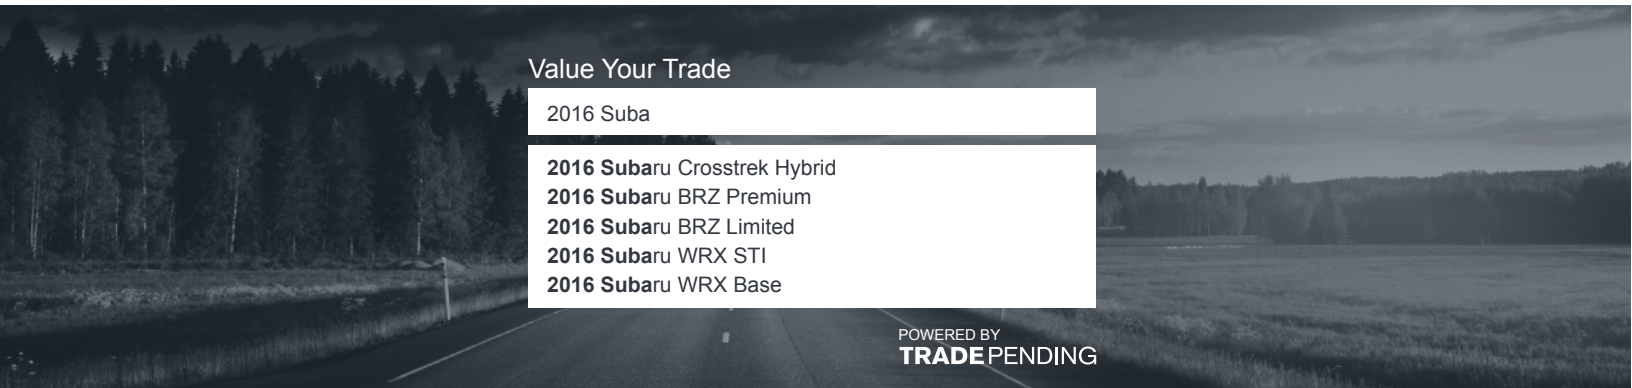 Value Your Trade
2016 Suba
2016 Subaru Crosstrek Hybrid
2016 Subaru BRZ Premium
2016 Subaru BRZ Limited
2016 Subaru WRX STI
2016 Subaru WRX Base
POWERED BY
TRADEPENDING